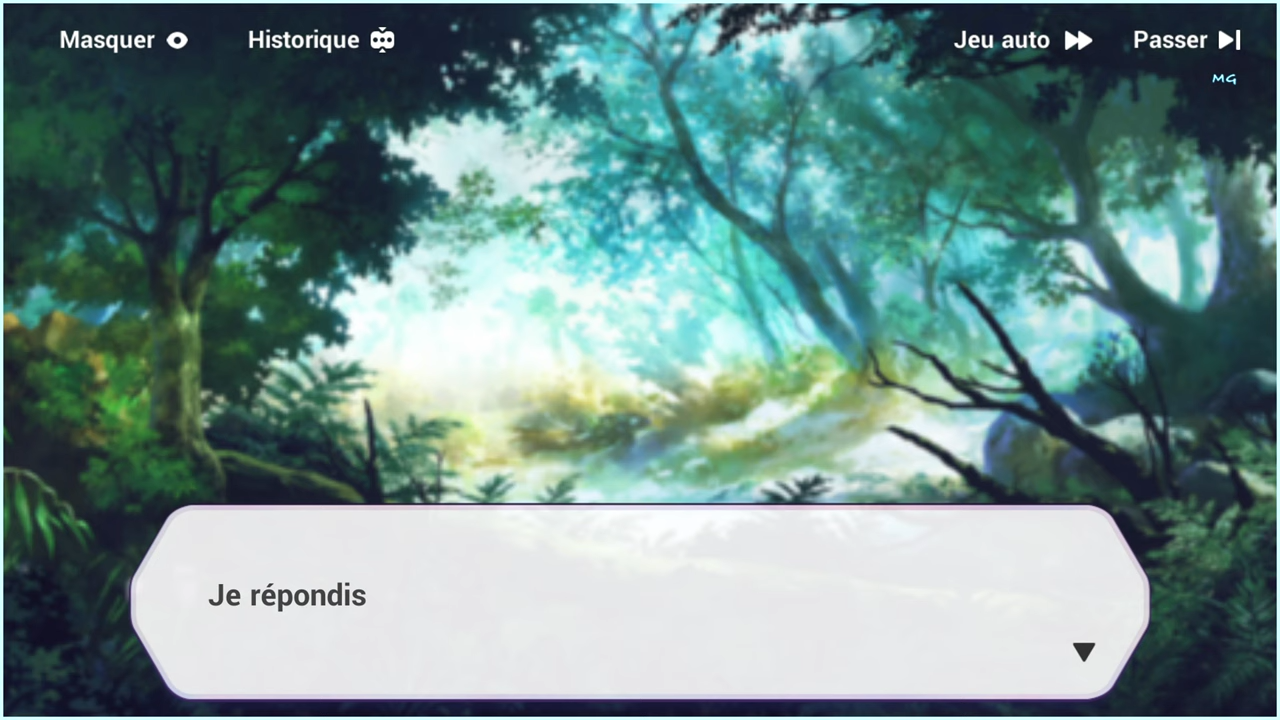 Masquer
Historique
Jeu auto
Passer
MG
Je répondis